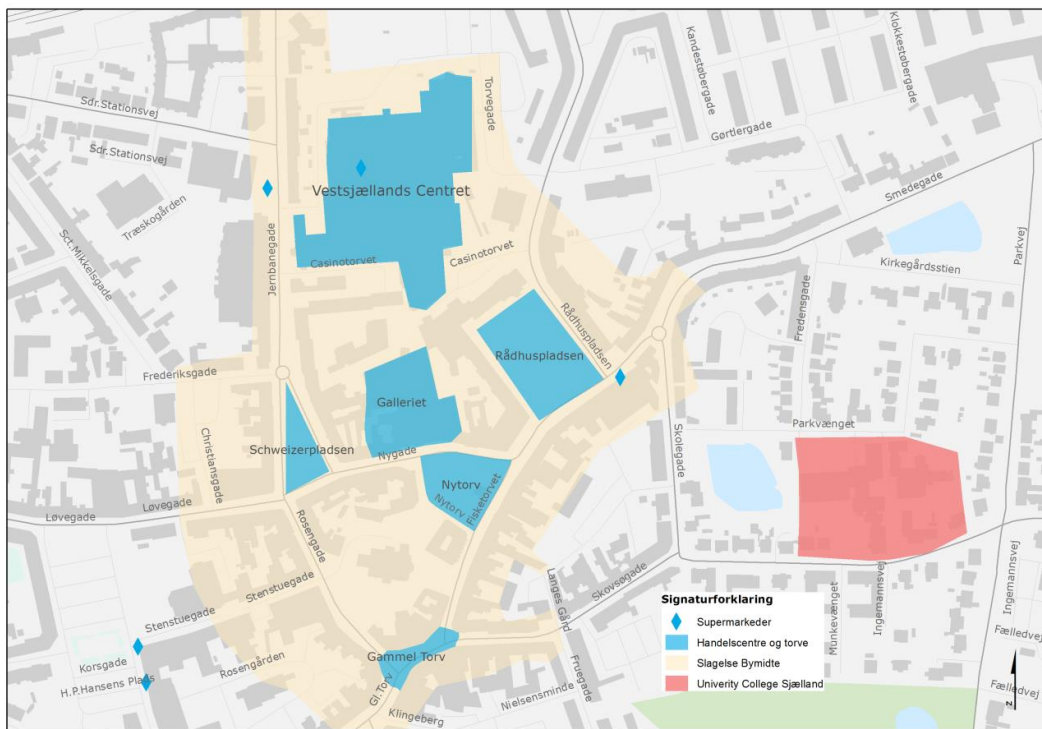 Torvegade
Kandestøbergade
Klokkestøbergade
Sdr.Stationsvej
Gørtlergade
Sdr.Stationsvej
Vestsjællands Centret
Smedegade
Træskogården
Sct.Mikkelsgade
Jernbanegade
Casinotorvet
Casinotorvet
Kirkegårdsstien
Parkvej
Fredensgade
Rådhuspladsen
Rådhuspladsen
Frederiksgade
Galleriet
Christiansgade
Schweizerpladsen
Nygade
Skolegade
Parkvænget
Nytorv
Nytorv
Fisketorvet
Løvegade
Løvegade
Rosengade
Stenstuegade
Stenstuegade
Langes Gård
Skovsøgade
Munkevænget
Ingemannsvej
Ingemannsvej
Signaturforklaring
Supermarkeder
Handelscentre og torve
Slagelse Bymidte
Univerity College Sjælland
Fælledvej
Fælledvej
Korsgade
Rosengården
Gammel Torv
H.P.Hansens Plads
Gl.Torv
Frugegade
Nielsensminde
Klingeberg
N